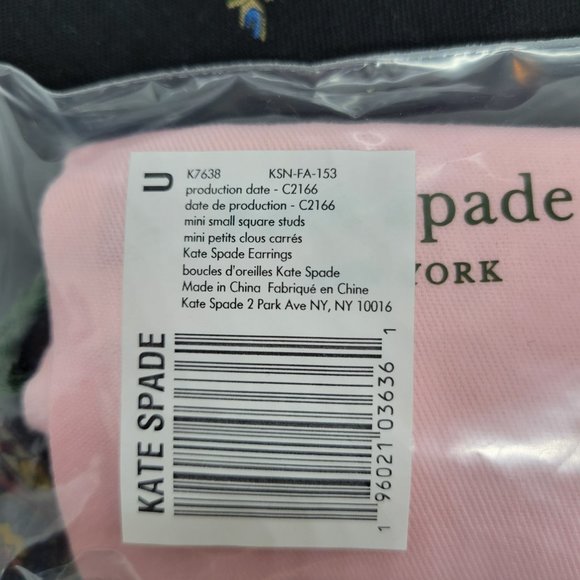 U
K7638 KSN-FA-153
production date - C2166
date de production - C2166
mini small square studs
mini petits clous carrés
Kate Spade Earrings
boucles d'oreilles Kate Spade
Made in China Fabriqué en Chine
Kate Spade 2 Park Ave NY, NY 10016
KATE SPADE
1 96021 03636 1
pade
YORK